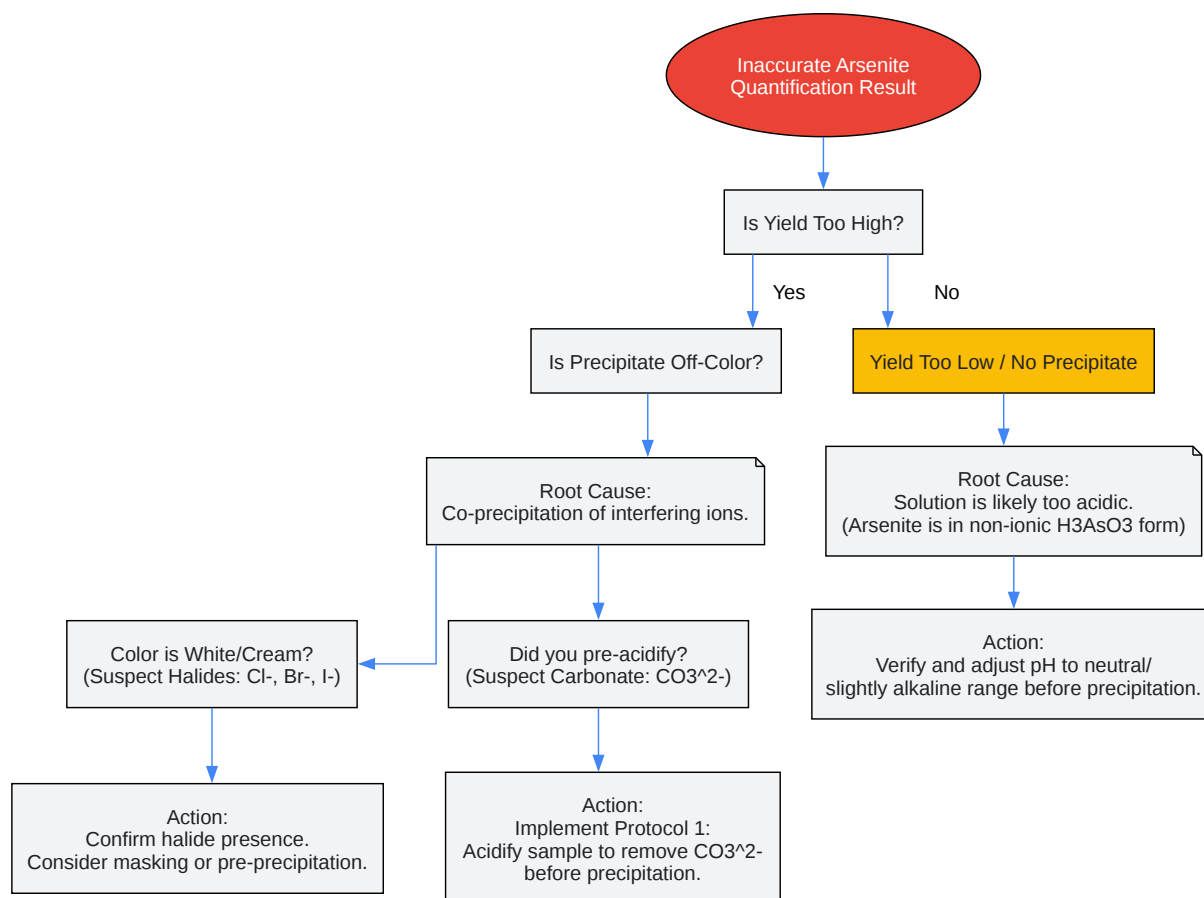 Inaccurate Arsenite
Quantification Result
Is Yield Too High?
Yes
No
Is Precipitate Off-Color?
Yield Too Low / No Precipitate
Root Cause:
Co-precipitation of interfering ions.
Root Cause:
Solution is likely too acidic.
(Arsenite is in non-ionic H3AsO3 form)
Color is White/Cream?
(Suspect Halides: Cl-, Br-, I-)
Did you pre-acidify?
(Suspect Carbonate: CO3^2-)
Action:
Verify and adjust pH to neutral/
slightly alkaline range before precipitation.
Action:
Confirm halide presence.
Consider masking or pre-precipitation.
Action:
Implement Protocol 1:
Acidify sample to remove CO3^2-
before precipitation.